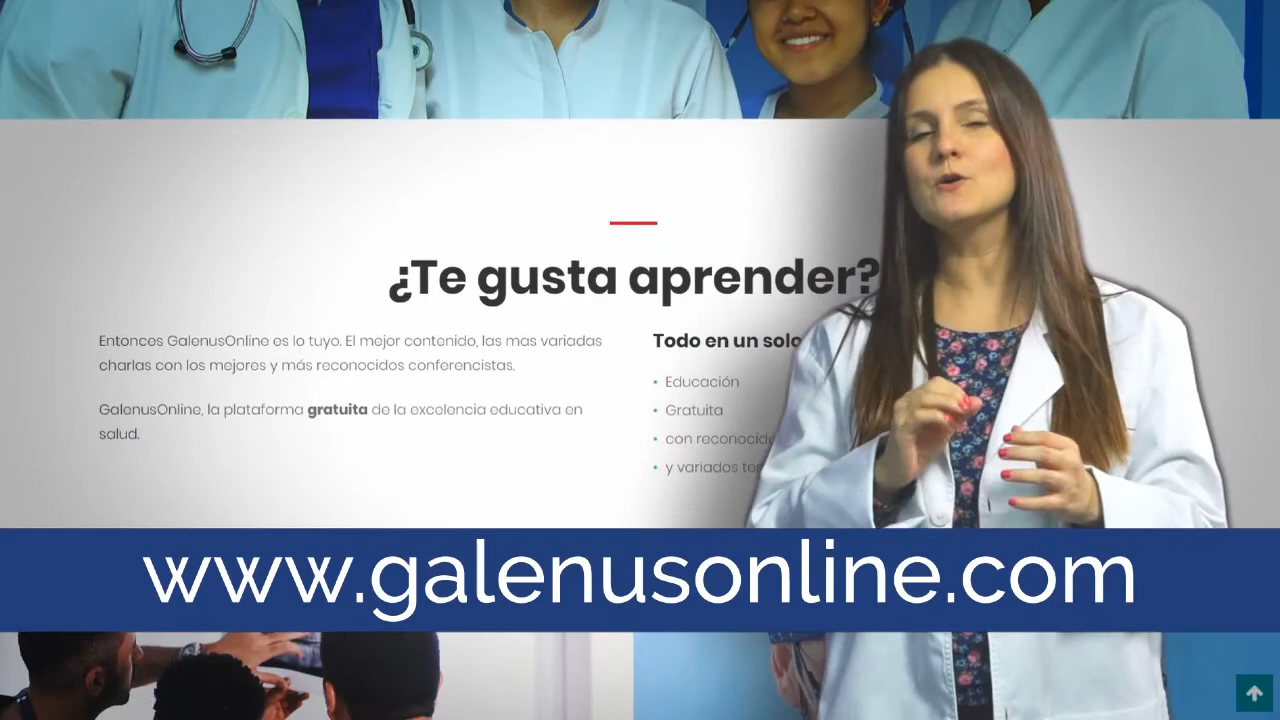 ¿Te gusta aprender?
Entonces GalenusOnline es lo tuyo. El mejor contenido, las mas variadas
charlas con los mejores y más reconocidos conferencistas.
GalenusOnline, la plataforma gratuita de la excelencia educativa en
salud.
Todo en un solo
• Educación
• Gratuita
• con
• y variados
www.galenusonline.com